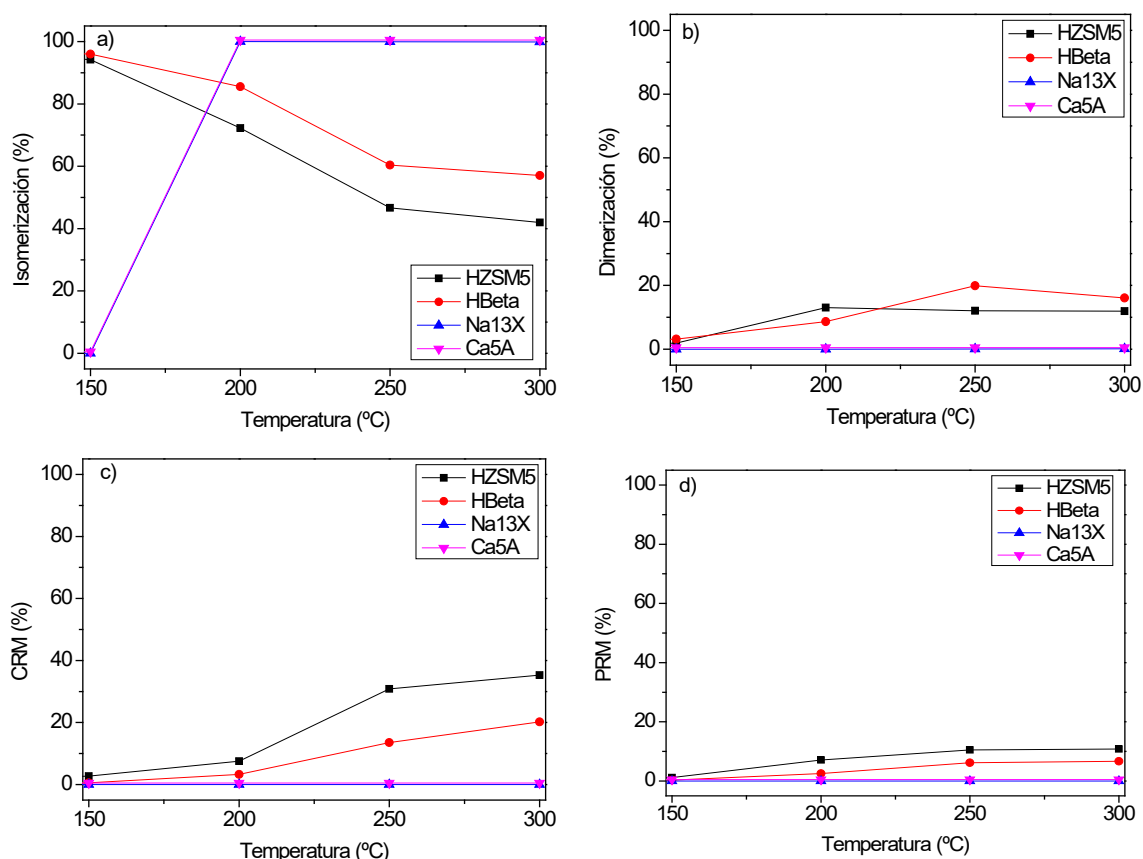 a)
Isomerización (%)
100
80
60
40
20
0
HZSM5
HBeta
Na13X
Ca5A
150
200
250
300
Temperatura (ºC)
b)
Dimerización (%)
100
80
60
40
20
0
HZSM5
HBeta
Na13X
Ca5A
150
200
250
300
Temperatura (ºC)
c)
CRM (%)
100
80
60
40
20
0
HZSM5
HBeta
Na13X
Ca5A
150
200
250
300
Temperatura (ºC)
d)
PRM (%)
100
80
60
40
20
0
HZSM5
HBeta
Na13X
Ca5A
150
200
250
300
Temperatura (ºC)